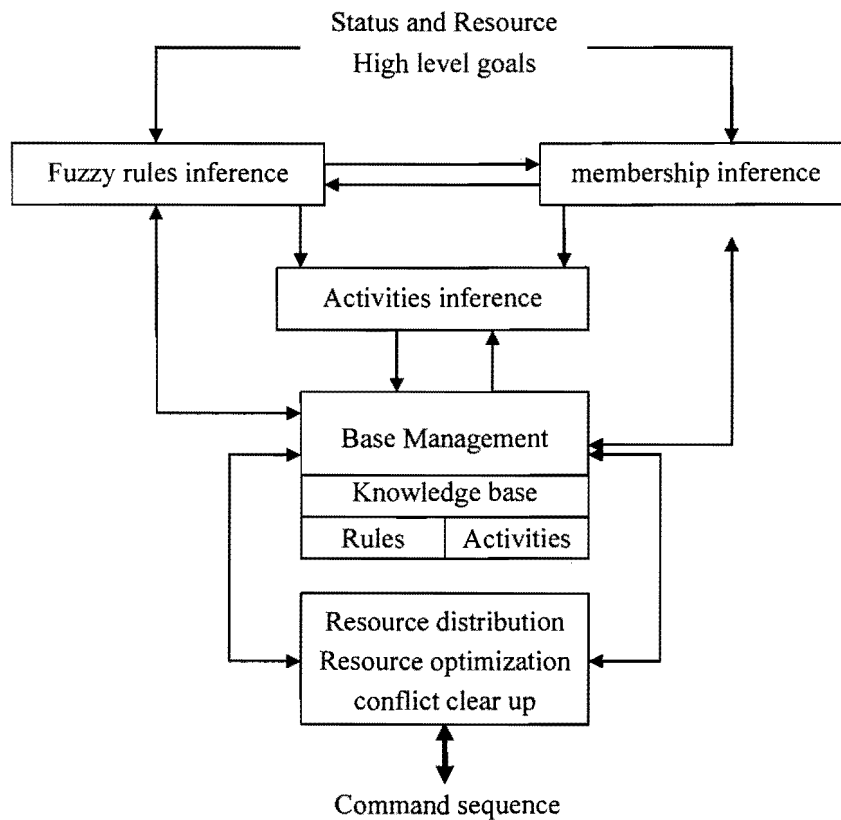 Status and Resource
High level goals
Fuzzy rules inference
membership inference
Activities inference
Base Management
Knowledge base
Rules
Activities
Resource distribution
Resource optimization
conflict clear up
Command sequence